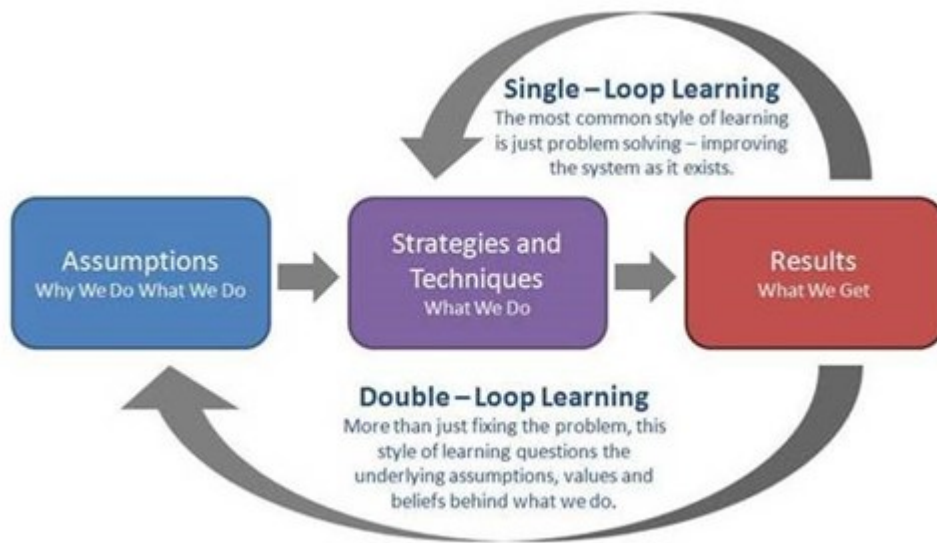 Single – Loop Learning
The most common style of learning
is just problem solving – improving
the system as it exists.
Assumptions
Why We Do What We Do
Strategies and
Techniques
What We Do
Results
What We Get
Double – Loop Learning
More than just fixing the problem, this
style of learning questions the
underlying assumptions, values and
beliefs behind what we do.